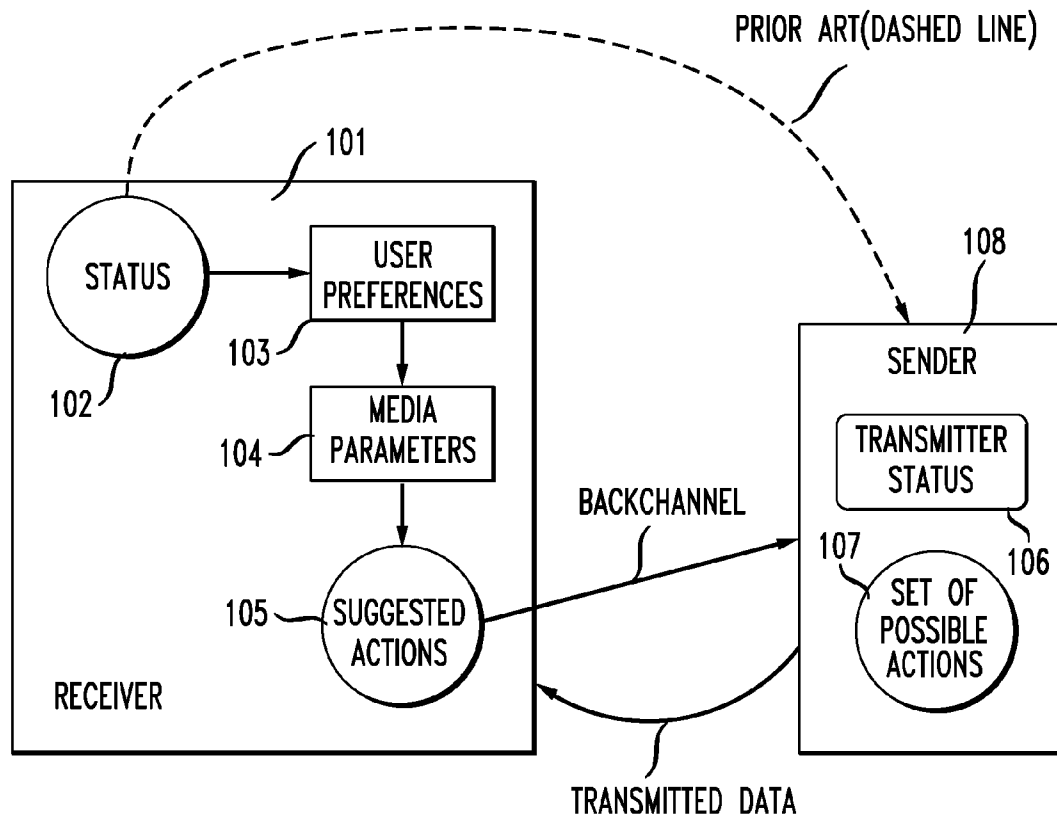 PRIOR ART(DASHED LINE)
101
STATUS
USER
PREFERENCES
108
103
SENDER
102
MEDIA
PARAMETERS
104
TRANSMITTER
STATUS
BACKCHANNEL
106
107
105
SUGGESTED
ACTIONS
SET OF
POSSIBLE
ACTIONS
RECEIVER
TRANSMITTED DATA